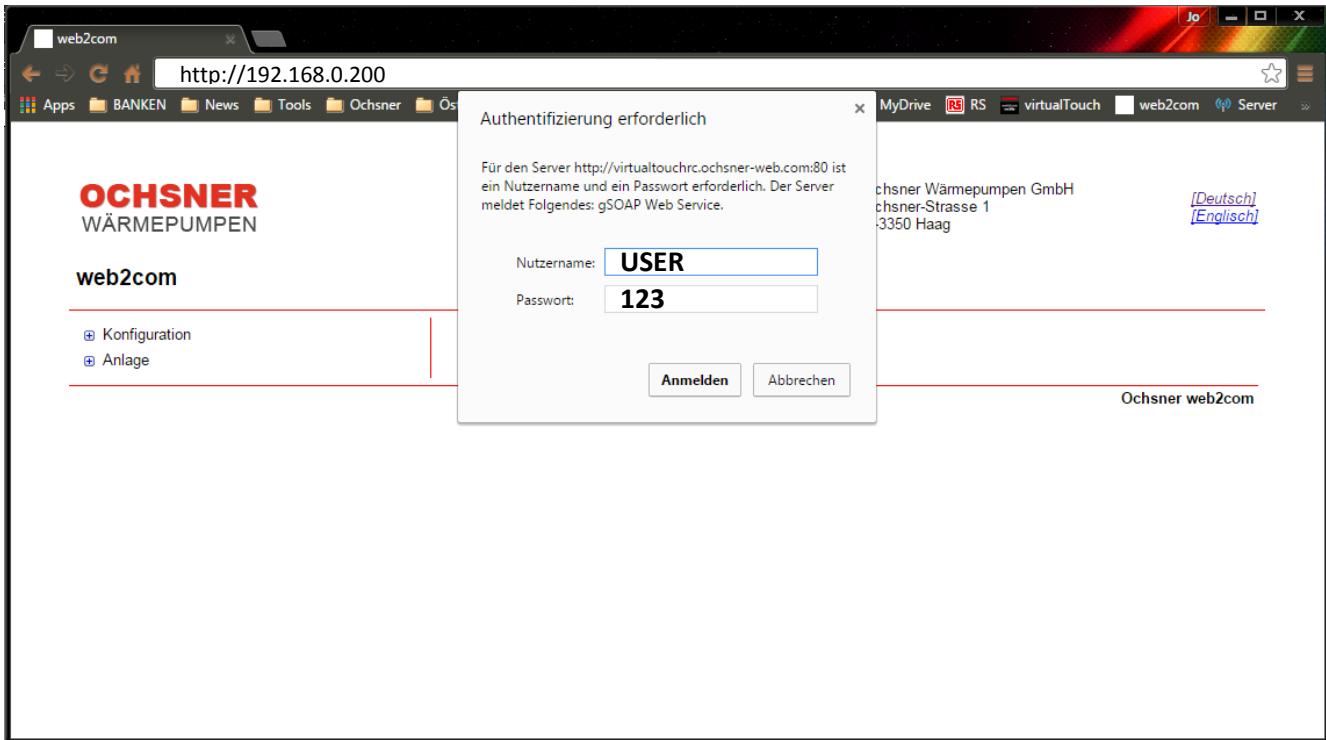 Jo
web2com
http://192.168.0.200
Apps BANKEN News Tools Ochsner MyDrive RS RS virtualTouch web2com Server
Authentifizierung erforderlich
Für den Server http://virtualtouchrc.ochsner-web.com:80 ist
ein Nutzername und ein Passwort erforderlich. Der Server
meldet Folgendes: gSOAP Web Service.
Nutzername: USER
Passwort: 123
Anmelden Abbrechen
OCHSNER
WÄRMEPUMPEN
chsner Wärmepumpen GmbH
chsner-Strasse 1
-3350 Haag
[Deutsch]
[Englisch]
web2com
Konfiguration
Anlage
Ochsner web2com